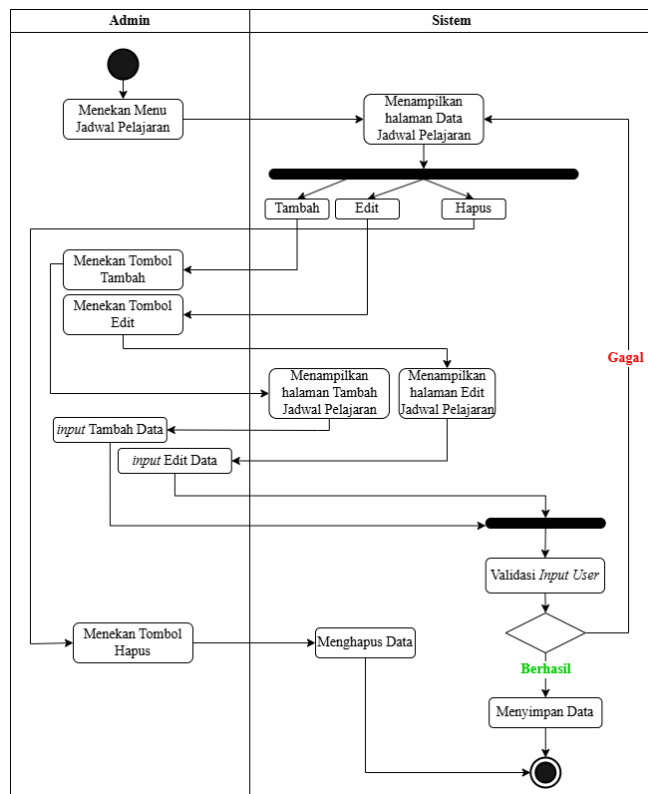 Admin
Sistem
Menekan Menu
Jadwal Pelajaran
Menampilkan
halaman Data
Jadwal Pelajaran
Tambah
Edit
Hapus
Menekan Tombol
Tambah
Menekan Tombol
Edit
Gagal
Menampilkan
halaman Tambah
Jadwal Pelajaran
Menampilkan
halaman Edit
Jadwal Pelajaran
input Tambah Data
input Edit Data
Validasi Input User
Menekan Tombol
Hapus
Menghapus Data
Berhasil
Menyimpan Data